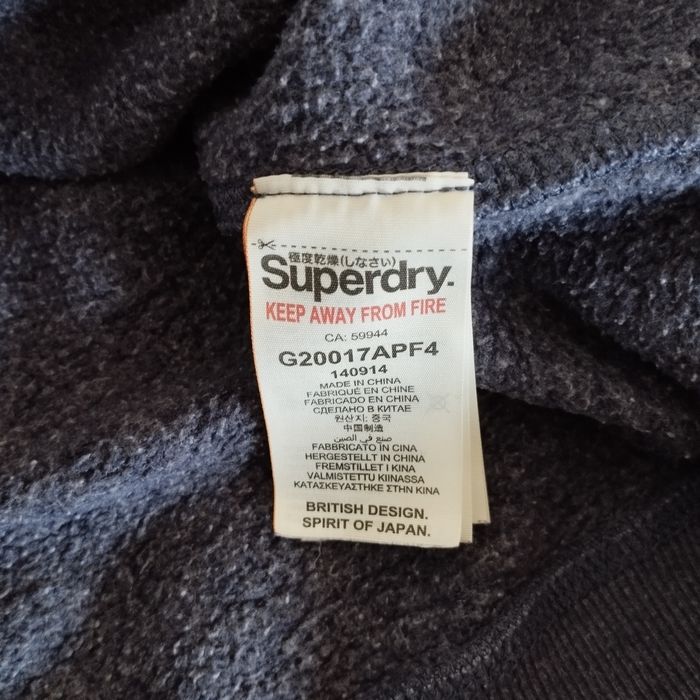 極度乾燥(しなさい)
Superdry.
KEEP AWAY FROM FIRE
CA: 59944
G20017APF4
140914
MADE IN CHINA
FABRIQUÉ EN CHINE
FABRICADO EN CHINA
СДЕЛАНО В КИТАЕ
원산지: 중국
中国制造
صنع في الصين
FABBRICATO IN CINA
HERGESTELLT IN CHINA
FREMSTILLET I KINA
VALMISTETTU KIINASSA
ΚΑΤΑΣΚΕΥΑΣΤΗΚΕ ΣΤΗΝ ΚΙΝΑ
BRITISH DESIGN.
SPIRIT OF JAPAN.